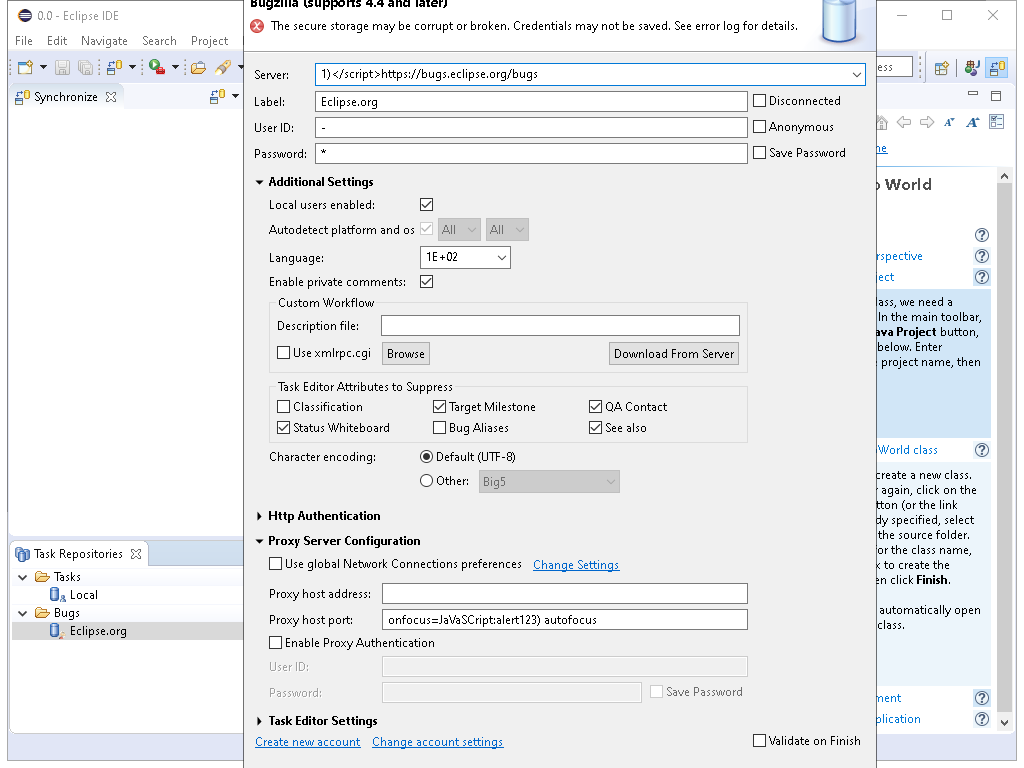 0.0 - Eclipse IDE
File Edit Navigate Search Project
Synchronize
Bugzilla (supports 4.4 and later)
The secure storage may be corrupt or broken. Credentials may not be saved. See error log for details.
Server: 1)</script>https://bugs.eclipse.org/bugs
Label: Eclipse.org Disconnected
User ID: - Anonymous
Password: * Save Password
Additional Settings
Local users enabled:
Autodetect platform and os All All
Language: 1E+02
Enable private comments:
Custom Workflow
Description file:
Use xmlrpc.cgi Browse Download From Server
Task Editor Attributes to Suppress
Classification Target Milestone QA Contact
Status Whiteboard Bug Aliases See also
Character encoding: Default (UTF-8)
Other: Big5
Http Authentication
Proxy Server Configuration
Use global Network Connections preferences Change Settings
Proxy host address:
Proxy host port: onfocus=JaVaSCript:alert123) autofocus
Enable Proxy Authentication
User ID:
Password: Save Password
Task Editor Settings
Create new account Change account settings Validate on Finish
Task Repositories
Tasks
Local
Bugs
Eclipse.org
ess
ne
o World
rspective
ect
lass, we need a
In the main toolbar,
ava Project button,
below. Enter
project name, then
World class
create a new class.
again, click on the
tton (or the link
dy specified, select
the source folder.
or the class name,
k to create the
en click Finish.
automatically open
class.
ment
plication